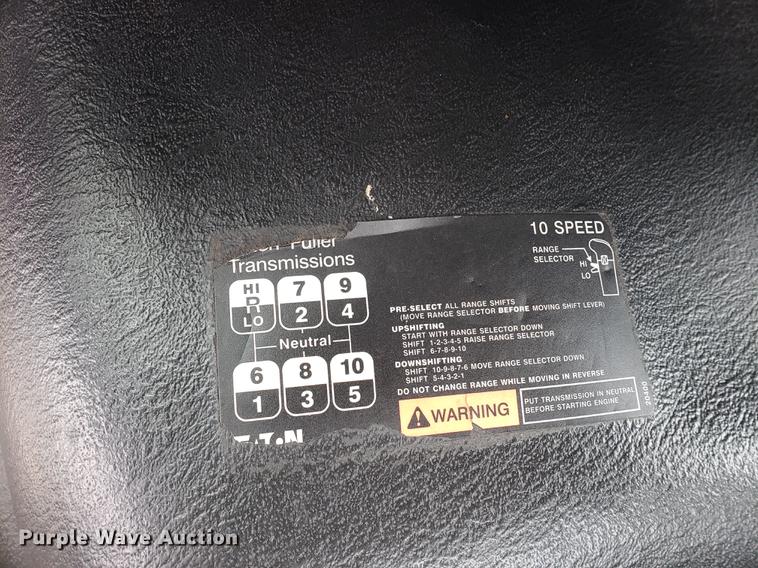 Fuller
Transmissions
10 SPEED
RANGE
SELECTOR
HI
LO
HI
R
LO
7
2
9
4
Neutral
6
1
8
3
10
5
PRE-SELECT ALL RANGE SHIFTS
(MOVE RANGE SELECTOR BEFORE MOVING SHIFT LEVER)
UPSHIFTING
START WITH RANGE SELECTOR DOWN
SHIFT 1-2-3-4-5 RAISE RANGE SELECTOR
SHIFT 6-7-8-9-10
DOWNSHIFTING
SHIFT 10-9-8-7-6 MOVE RANGE SELECTOR DOWN
SHIFT 5-4-3-2-1
DO NOT CHANGE RANGE WHILE MOVING IN REVERSE
WARNING
PUT TRANSMISSION IN NEUTRAL
BEFORE STARTING ENGINE
20400
EATON
Purple Wave Auction